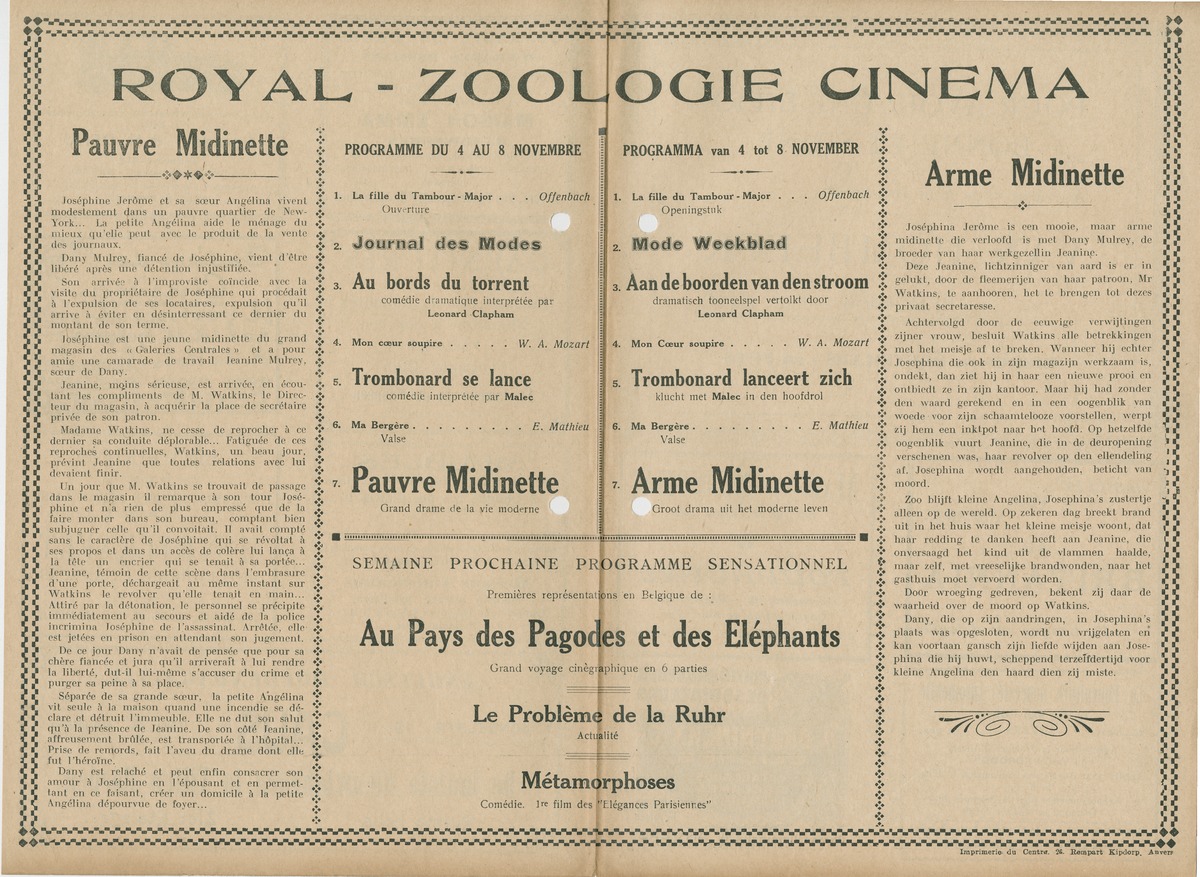 ROYAL - ZOOLOGIE CINEMA
Pauvre Midinette
Joséphine Jerôme et sa sœur Angélina vivent
modestement dans un pauvre quartier de New-
York... La petite Angélina aide le ménage du
mieux qu'elle peut avec le produit de la vente
des journaux.
Dany Mulrey, fiancé de Joséphine, vient d'être
libéré après une détention injustifiée.
Son arrivée à l'improviste coïncide avec la
visite du propriétaire de Joséphine qui procédait
à l'expulsion de ses locataires, expulsion qu'il
arrive à éviter en désinterressant ce dernier du
montant de son terme.
Joséphine est une jeune midinette du grand
magasin des « Galeries Centrales » et a pour
amie une camarade de travail Jeanine Mulrey,
sœur de Dany.
Jeanine, moins sérieuse, est arrivée, en écou-
tant les compliments de M. Watkins, le Direc-
teur du magasin, à acquérir la place de secrétaire
privée de son patron.
Madame Watkins, ne cesse de reprocher à ce
dernier sa conduite déplorable... Fatiguée de ces
reproches continuelles, Watkins, un beau jour,
prévint Jeanine que toutes relations avec lui
devaient finir.
Un jour que M. Watkins se trouvait de passage
dans le magasin il remarque à son tour José-
phine et n'a rien de plus empressé que de la
faire monter dans son bureau, comptant bien
subjuguer celle qu'il convoitait. Il avait compté
sans le caractère de Joséphine qui se révoltait à
ses propos et dans un accès de colère lui lança à
la tête un encrier qui se tenait à sa portée...
Jeanine, témoin de cette scène dans l'embrasure
d'une porte, déchargeait au même instant sur
Watkins le revolver qu'elle tenait en main...
Attiré par la détonation, le personnel se précipite
immédiatement au secours et aidé de la police
incrimina Joséphine de l'assassinat. Arrêtée, elle
est jetées en prison en attendant son jugement.
De ce jour Dany n'avait de pensée que pour sa
chère fiancée et jura qu'il arriverait à lui rendre
la liberté, dut-il lui-même s'accuser du crime et
purger sa peine à sa place.
Séparée de sa grande sœur, la petite Angélina
vit seule à la maison quand une incendie se dé-
clare et détruit l'immeuble. Elle ne dut son salut
qu'à la présence de Jeanine. De son côté Jeanine,
affreusement brûlée, est transportée à l'hôpital...
Prise de remords, fait l'aveu du drame dont elle
fut l'héroïne.
Dany est relaché et peut enfin consacrer son
amour à Joséphine en l'épousant et en permet-
tant en ce faisant, créer un domicile à la petite
Angélina dépourvue de foyer...
PROGRAMME DU 4 AU 8 NOVEMBRE
1. La fille du Tambour-Major . . . Offenbach
Ouverture
2. Journal des Modes
3. Au bords du torrent
comédie dramatique interprétée par
Leonard Clapham
4. Mon cœur soupire . . . . . W. A. Mozart
5. Trombonard se lance
comédie interprétée par Malec
6. Ma Bergère . . . . . . . . . E. Mathieu
Valse
7. Pauvre Midinette
Grand drame de la vie moderne
PROGRAMMA van 4 tot 8 NOVEMBER
1. La fille du Tambour-Major . . . Offenbach
Openingstuk
2. Mode Weekblad
3. Aan de boorden van den stroom
dramatisch tooneelspel vertolkt door
Leonard Clapham
4. Mon Cœur soupire . . . . . W. A. Mozart
5. Trombonard lanceert zich
klucht met Malec in den hoofdrol
6. Ma Bergère . . . . . . . . . E. Mathieu
Valse
7. Arme Midinette
Groot drama uit het moderne leven
SEMAINE PROCHAINE PROGRAMME SENSATIONNEL
Premières représentations en Belgique de :
Au Pays des Pagodes et des Eléphants
Grand voyage cinégraphique en 6 parties
Le Problème de la Ruhr
Actualité
Métamorphoses
Comédie. 1re film des "Elégances Parisiennes"
Arme Midinette
Joséphina Jerôme is een mooie, maar arme
midinette die verloofd is met Dany Mulrey, de
broeder van haar werkgezellin Jeanine.
Deze Jeanine, lichtzinniger van aard is er in
gelukt, door de fleemerijen van haar patroon, Mr
Watkins, te aanhooren, het te brengen tot dezes
privaat secretaresse.
Achtervolgd door de eeuwige verwijtingen
zijner vrouw, besluit Watkins alle betrekkingen
met het meisje af te breken. Wanneer hij echter
Josephina die ook in zijn magazijn werkzaam is,
ondekt, dan ziet hij in haar een nieuwe prooi en
ontbiedt ze in zijn kantoor. Maar hij had zonder
den waard gerekend en in een oogenblik van
woede voor zijn schaamtelooze voorstellen, werpt
zij hem een inktpot naar het hoofd. Op hetzelfde
oogenblik vuurt Jeanine, die in de deuropening
verschenen was, haar revolver op den ellendeling
af. Josephina wordt aangehouden, beticht van
moord.
Zoo blijft kleine Angelina, Josephina's zustertje
alleen op de wereld. Op zekeren dag breekt brand
uit in het huis waar het kleine meisje woont, dat
haar redding te danken heeft aan Jeanine, die
onversaagd het kind uit de vlammen haalde,
maar zelf, met vreeselijke brandwonden, naar het
gasthuis moet vervoerd worden.
Door wroeging gedreven, bekent zij daar de
waarheid over de moord op Watkins.
Dany, die op zijn aandringen, in Josephina's
plaats was opgesloten, wordt nu vrijgelaten en
kan voortaan gansch zijn liefde wijden aan Jose-
phina die hij huwt, scheppend terzelfdertijd voor
kleine Angelina den haard dien zij miste.
Imprimerie du Centre. 26. Rempart Kipdorp, Anvers